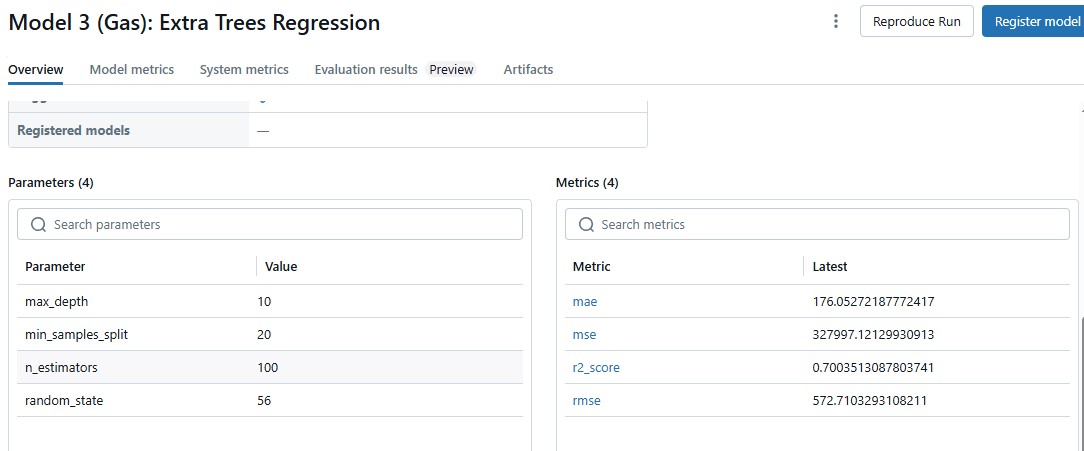 Model 3 (Gas): Extra Trees Regression
Reproduce Run
Register model
Overview Model metrics System metrics Evaluation results Preview Artifacts
Registered models —
Parameters (4)
Search parameters
Parameter Value
max_depth 10
min_samples_split 20
n_estimators 100
random_state 56
Metrics (4)
Search metrics
Metric Latest
mae 176.05272187772417
mse 327997.12129930913
r2_score 0.7003513087803741
rmse 572.7103293108211